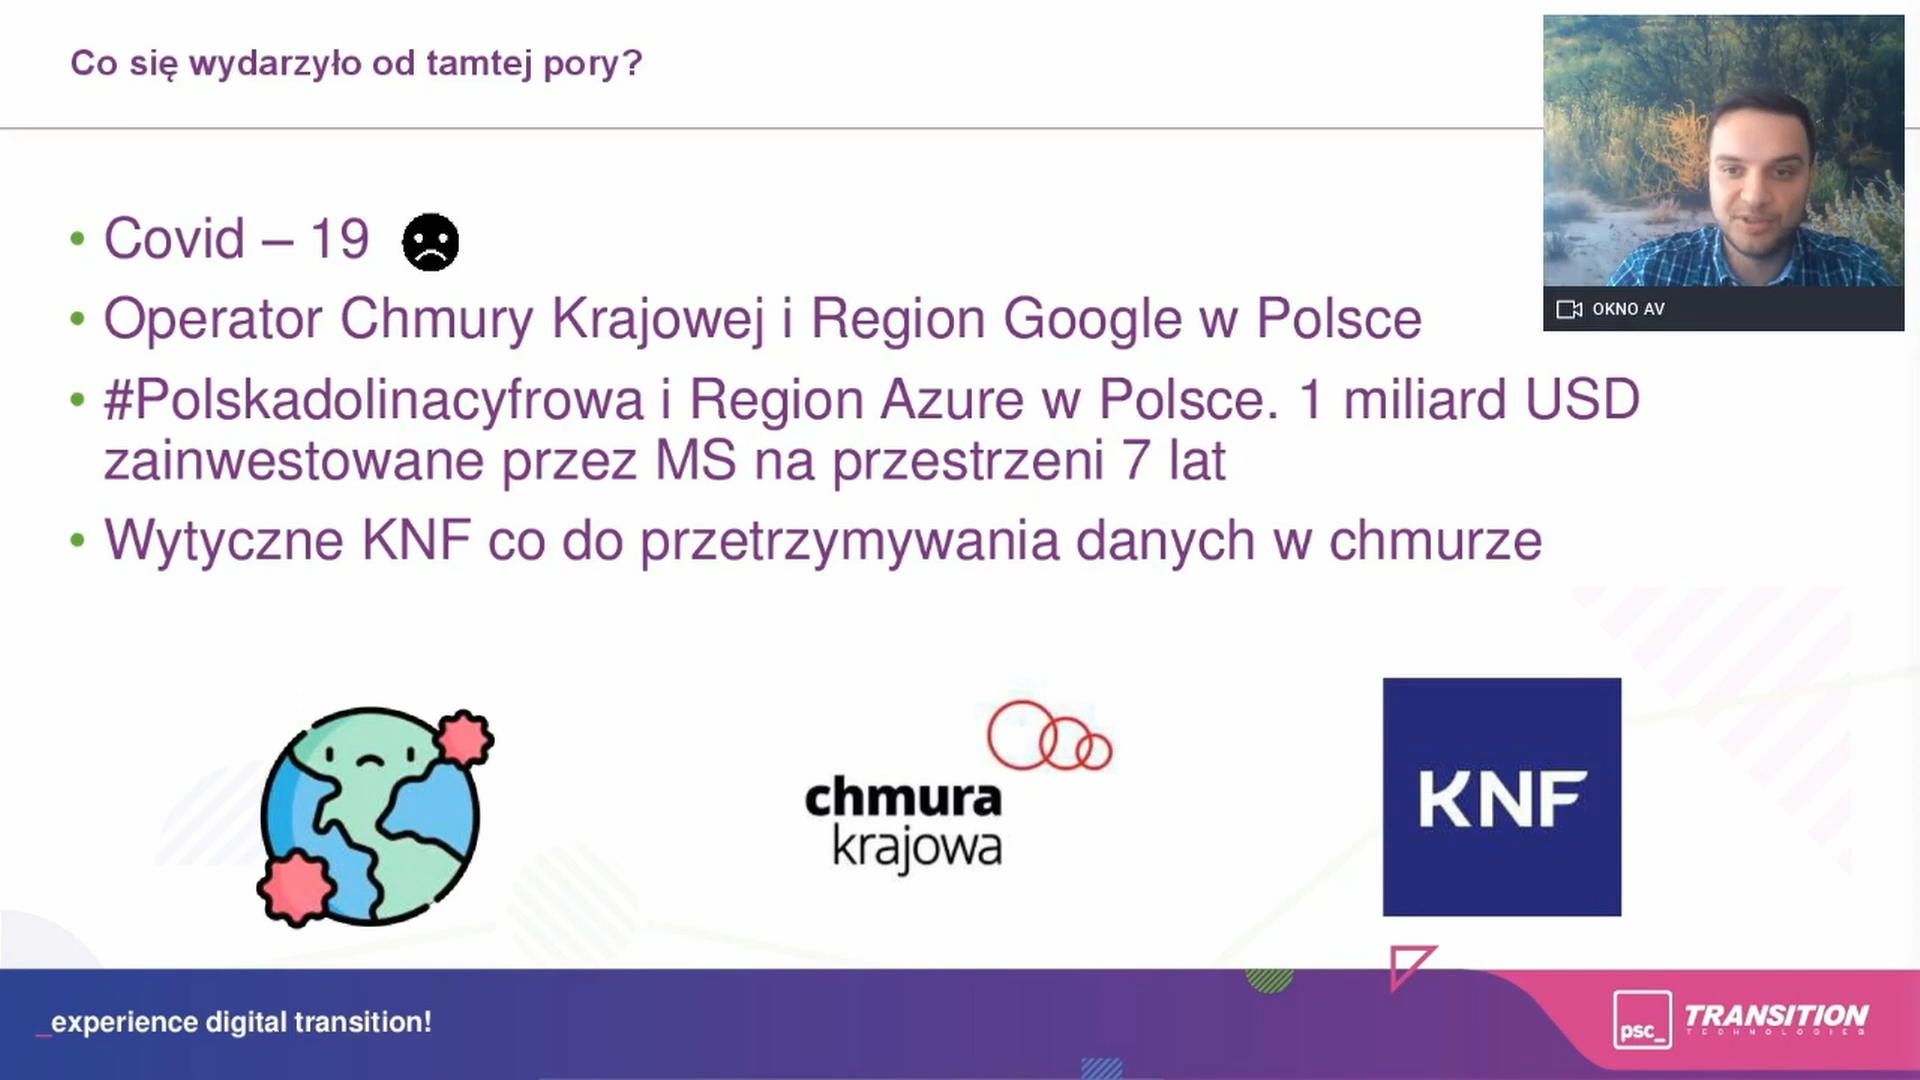 Co się wydarzyło od tamtej pory?
OKNO AV
• Covid – 19
• Operator Chmury Krajowej i Region Google w Polsce
• #Polskadolinacyfrowa i Region Azure w Polsce. 1 miliard USD
zainwestowane przez MS na przestrzeni 7 lat
• Wytyczne KNF co do przetrzymywania danych w chmurze
chmura
krajowa
KNF
_experience digital transition!
psc_
TRANSITION
TECHNOLOGIES